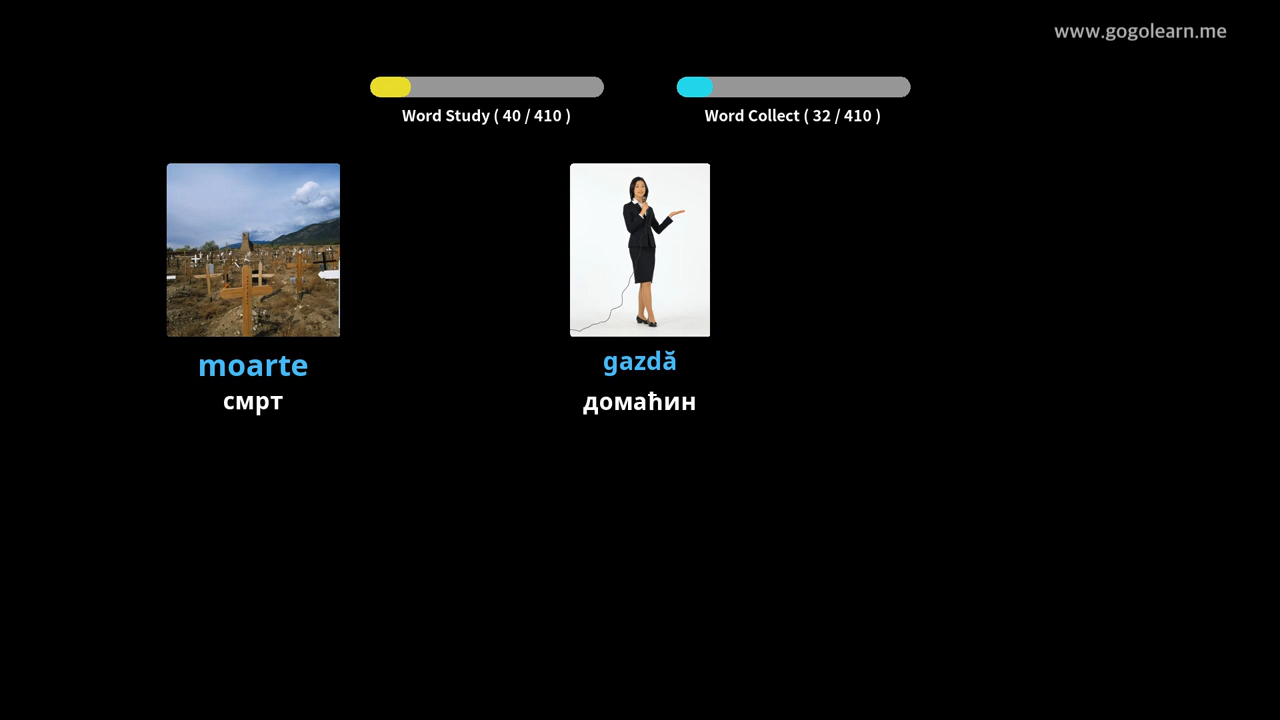 www.gogolearn.me
Word Study ( 40 / 410 )
Word Collect ( 32 / 410 )
moarte
смрт
gazdă
домаћин